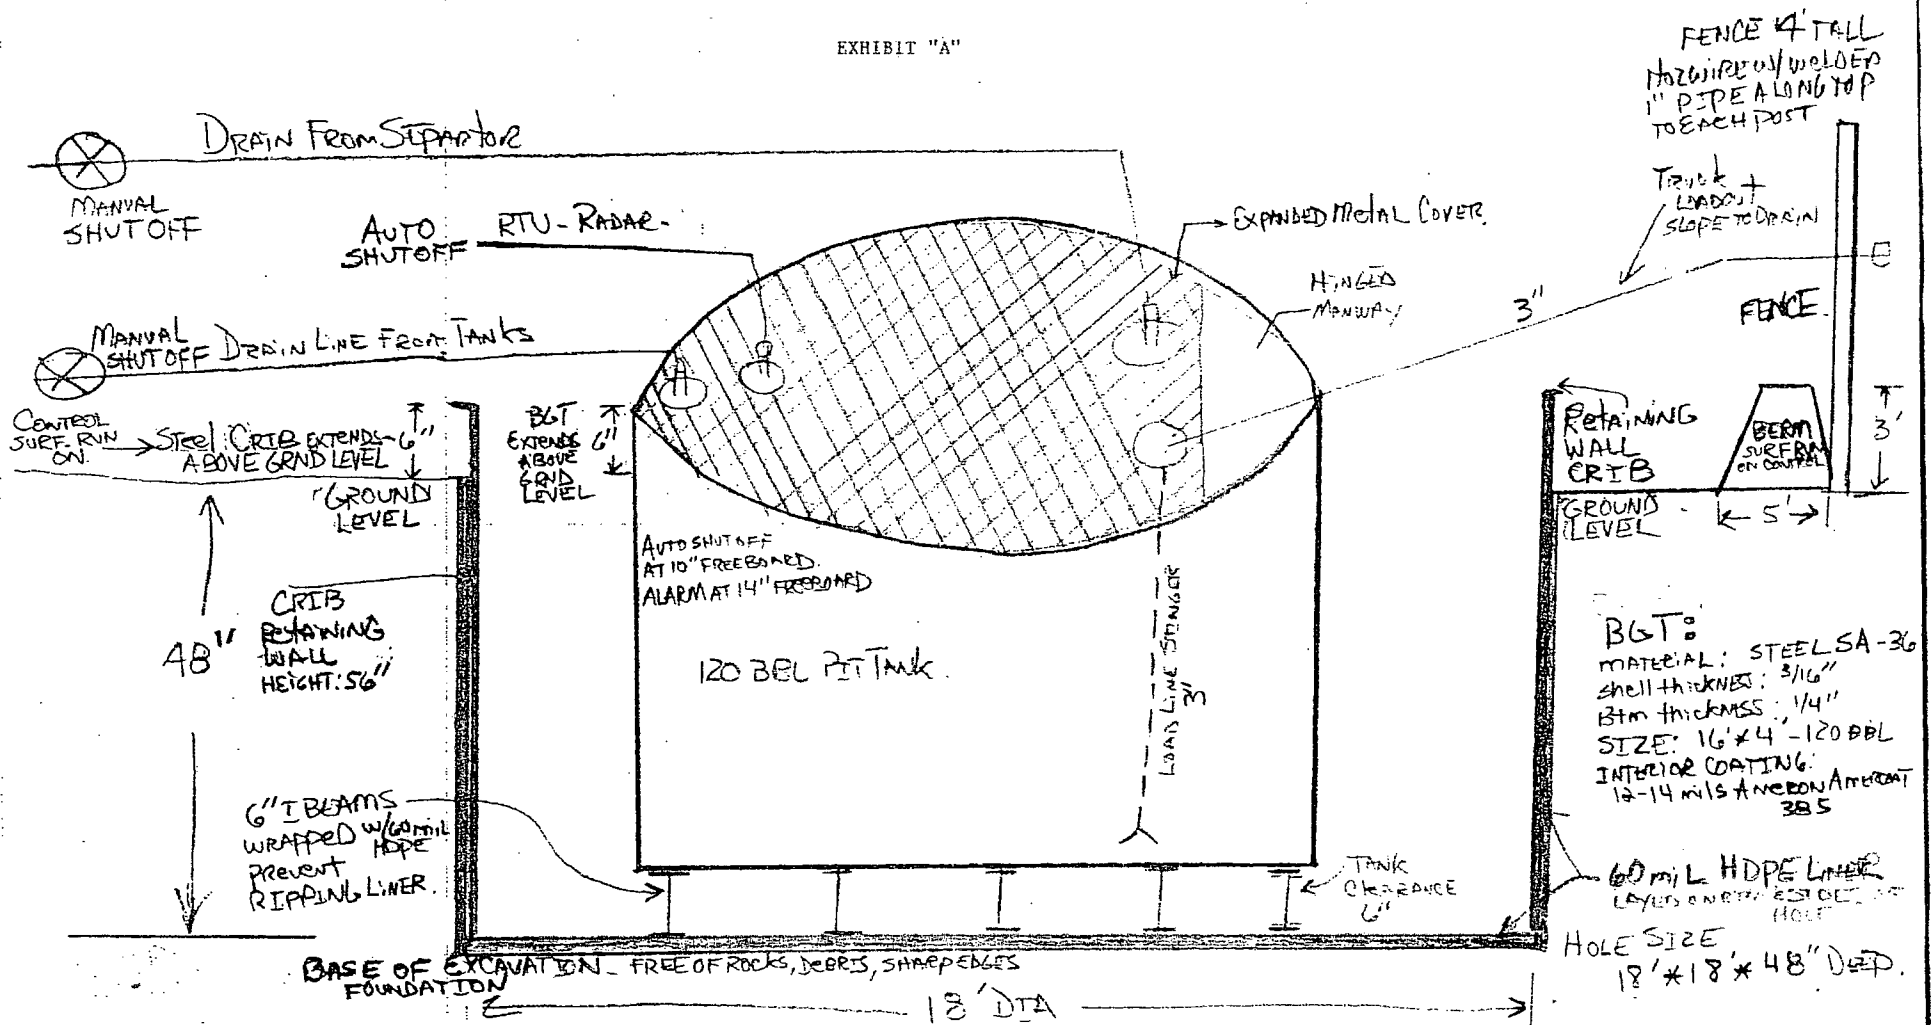 EXHIBIT "A"
FENCE 4' TALL
HOGWIRE W/ WELDED
1" PIPE ALONG TOP
TO EACH POST
DRAIN FROM SEPARTOR
MANUAL
SHUT OFF
AUTO
SHUTOFF
RTU-RADAR-
EXPANDED METAL COVER.
LOADOUT
SLOPE TO DRAIN
HINGED
MANWAY
3"
FENCE.
MANUAL
SHUT OFF DRAIN LINE FROM TANKS
CONTROL
SURF. RUN
ON
STEEL CRIB EXTENDS
ABOVE GRND LEVEL
6"
BGT
EXTENDS
ABOVE
GRND
LEVEL
6"
RETAINING
WALL
CRIB
BERM
SURF RUN
ON CONTROL
3'
GROUND
LEVEL
GROUND
LEVEL
5'
AUTO SHUTOFF
AT 10" FREEBOARD.
ALARM AT 14" FREEBOARD
CRIB
RETAINING
WALL
HEIGHT: 56"
48"
120 BBL PIT TANK.
LOAD LINE STINGER
3"
BGT:
MATERIAL: STEEL SA-36
Shell thickness: 3/16"
Btm thickness: 1/4"
SIZE: 16'*4'-120 BBL
INTERIOR COATING:
12-14 mils AMERON AMERCOAT
385
6" I BEAMS
WRAPPED W/60 mil
HDPE
PREVENT
RIPPING LINER.
TANK
CLEARANCE
6"
60 MIL HDPE LINER
HOLE
HOLE SIZE
18'*18'*48" DEEP.
BASE OF EXCAVATION - FREE OF ROCKS, DEBRIS, SHARP EDGES
FOUNDATION
18' DIA